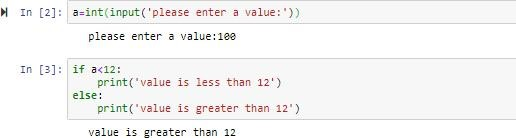 In [2]: a=int(input('please enter a value:'))
please enter a value:100
In [3]: if a<12:
    print('value is less than 12')
else:
    print('value is greater than 12')
value is greater than 12